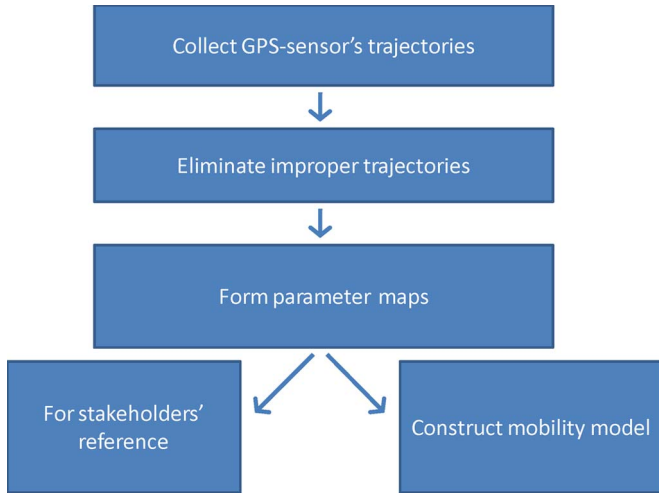 Collect GPS-sensor's trajectories
Eliminate improper trajectories
Form parameter maps
For stakeholders'
reference
Construct mobility model